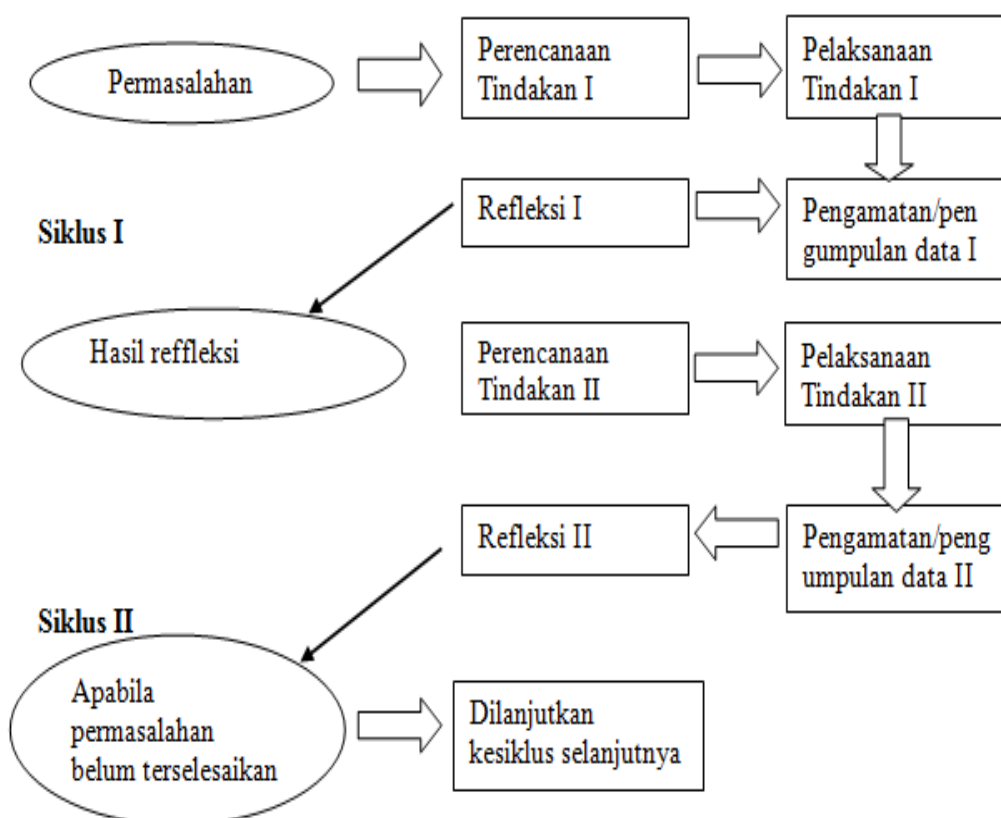 Permasalahan
Perencanaan
Tindakan I
Pelaksanaan
Tindakan I
Siklus I
Refleksi I
Pengamatan/pen
gumpulan data I
Hasil reffleksi
Perencanaan
Tindakan II
Pelaksanaan
Tindakan II
Refleksi II
Pengamatan/peng
umpulan data II
Siklus II
Apabila
permasalahan
belum terselesaikan
Dilanjutkan
kesiklus selanjutnya